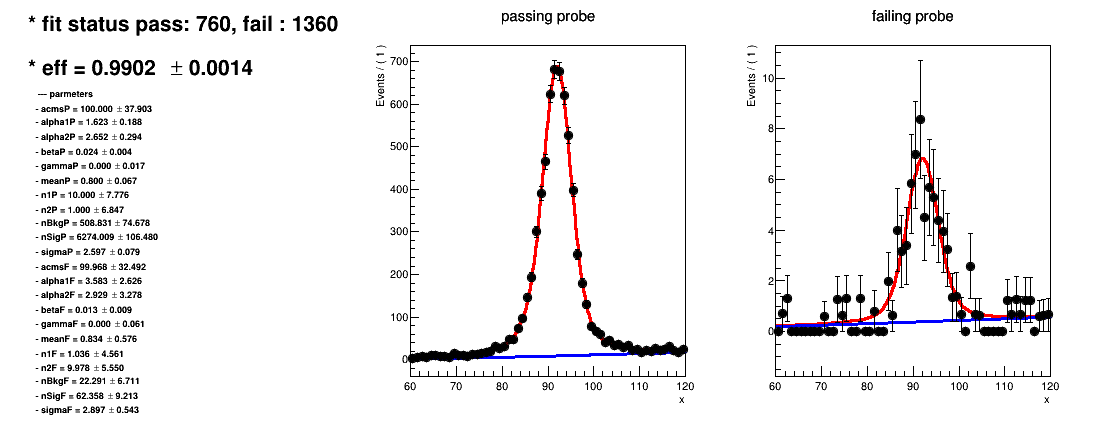 * fit status pass: 760, fail : 1360
* eff = 0.9902 ± 0.0014
--- parmeters
- acmsP = 100.000 ± 37.903
- alpha1P = 1.623 ± 0.188
- alpha2P = 2.652 ± 0.294
- betaP = 0.024 ± 0.004
- gammaP = 0.000 ± 0.017
- meanP = 0.800 ± 0.067
- n1P = 10.000 ± 7.776
- n2P = 1.000 ± 6.847
- nBkgP = 508.831 ± 74.678
- nSigP = 6274.009 ± 106.480
- sigmaP = 2.597 ± 0.079
- acmsF = 99.968 ± 32.492
- alpha1F = 3.583 ± 2.626
- alpha2F = 2.929 ± 3.278
- betaF = 0.013 ± 0.009
- gammaF = 0.000 ± 0.061
- meanF = 0.834 ± 0.576
- n1F = 1.036 ± 4.561
- n2F = 9.978 ± 5.550
- nBkgF = 22.291 ± 6.711
- nSigF = 62.358 ± 9.213
- sigmaF = 2.897 ± 0.543
passing probe
Events / ( 1 )
700
600
500
400
300
200
100
0
60 70 80 90 100 110 120
x
failing probe
Events / ( 1 )
10
8
6
4
2
0
60 70 80 90 100 110 120
x